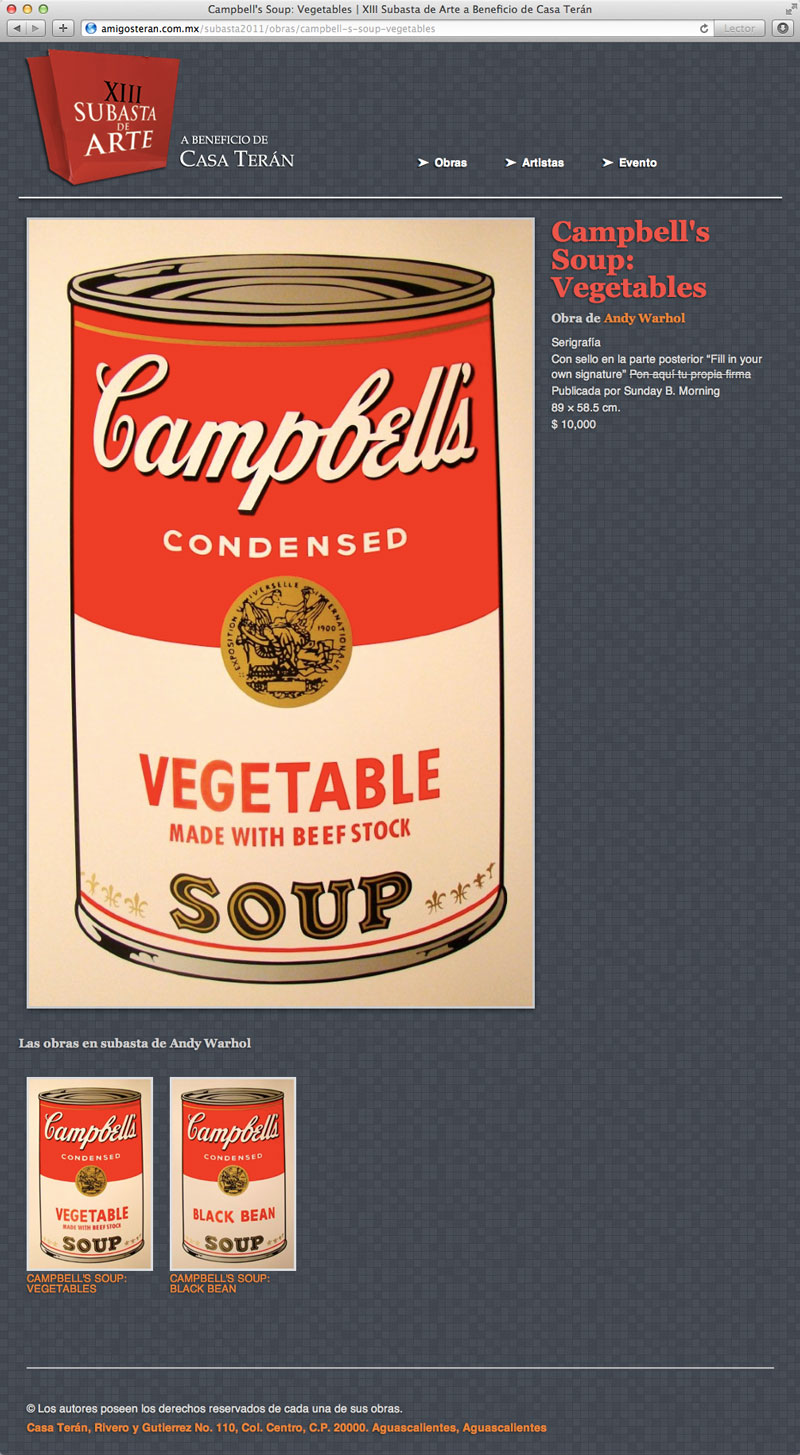 Campbell's Soup: Vegetables | XIII Subasta de Arte a Beneficio de Casa Terán
amigosteran.com.mx/subasta2011/obras/campbell-s-soup-vegetables
Lector
XIII
SUBASTA
DE
ARTE
A BENEFICIO DE
CASA TERÁN
➤ Obras
➤ Artistas
➤ Evento
Campbell's
CONDENSED
EXPOSITION UNIVERSELLE INTERNATIONALE
1900
VEGETABLE
MADE WITH BEEF STOCK
SOUP
Campbell's
Soup:
Vegetables
Obra de Andy Warhol
Serigrafía
Con sello en la parte posterior "Fill in your
own signature" Pon aquí tu propia firma
Publicada por Sunday B. Morning
89 × 58.5 cm.
$ 10,000
Las obras en subasta de Andy Warhol
Campbell's
CONDENSED
VEGETABLE
MADE WITH BEEF STOCK
SOUP
CAMPBELL'S SOUP:
VEGETABLES
Campbell's
CONDENSED
BLACK BEAN
SOUP
CAMPBELL'S SOUP:
BLACK BEAN
© Los autores poseen los derechos reservados de cada una de sus obras.
Casa Terán, Rivero y Gutierrez No. 110, Col. Centro, C.P. 20000. Aguascalientes, Aguascalientes